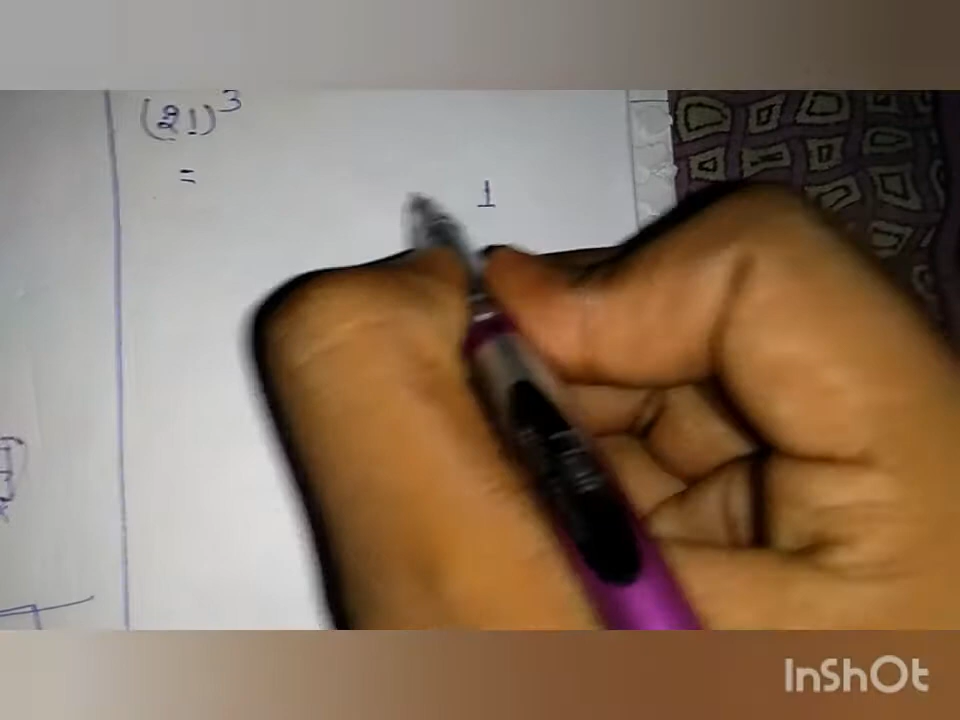 (21)³
=
1
InShOt